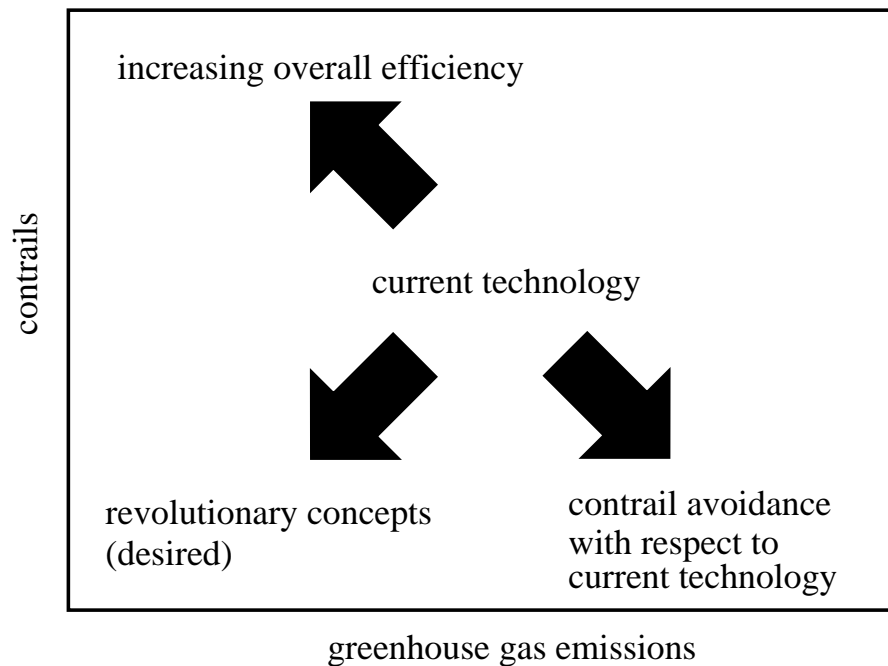 increasing overall efficiency
contrails
current technology
revolutionary concepts
(desired)
contrail avoidance
with respect to
current technology
greenhouse gas emissions